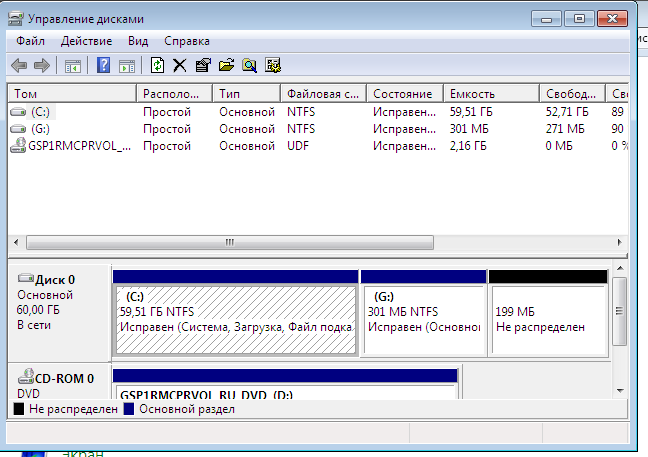 Управление дисками
ис
Файл Действие Вид Справка
Том Располо... Тип Файловая с... Состояние Емкость Свобод... Сво
(C:) Простой Основной NTFS Исправен... 59,51 ГБ 52,71 ГБ 89
(G:) Простой Основной NTFS Исправен... 301 МБ 271 МБ 90
GSP1RMCPRVOL_... Простой Основной UDF Исправен... 2,16 ГБ 0 МБ 0 %
Диск 0
Основной
60,00 ГБ
В сети
(C:)
59,51 ГБ NTFS
Исправен (Система, Загрузка, Файл подка
(G:)
301 МБ NTFS
Исправен (Основно
199 МБ
Не распределен
CD-ROM 0
DVD
GSP1RMCPRVOL_RU_DVD (D:)
Не распределен Основной раздел
Экран